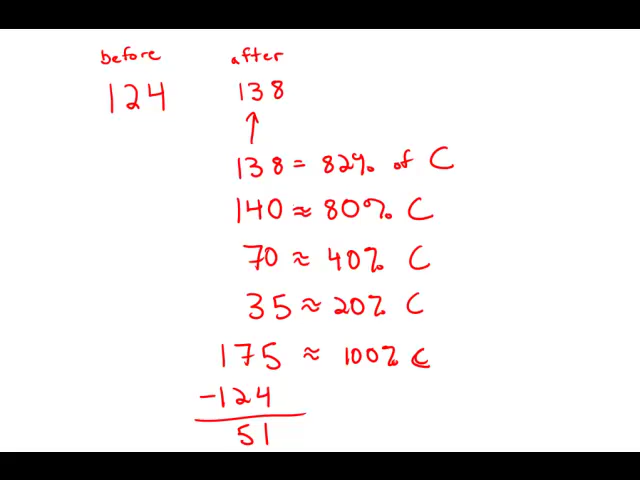 before after
124 138
↑
138 = 82% of C
140 ≈ 80% C
70 ≈ 40% C
35 ≈ 20% C
175 ≈ 100% C
-124
51